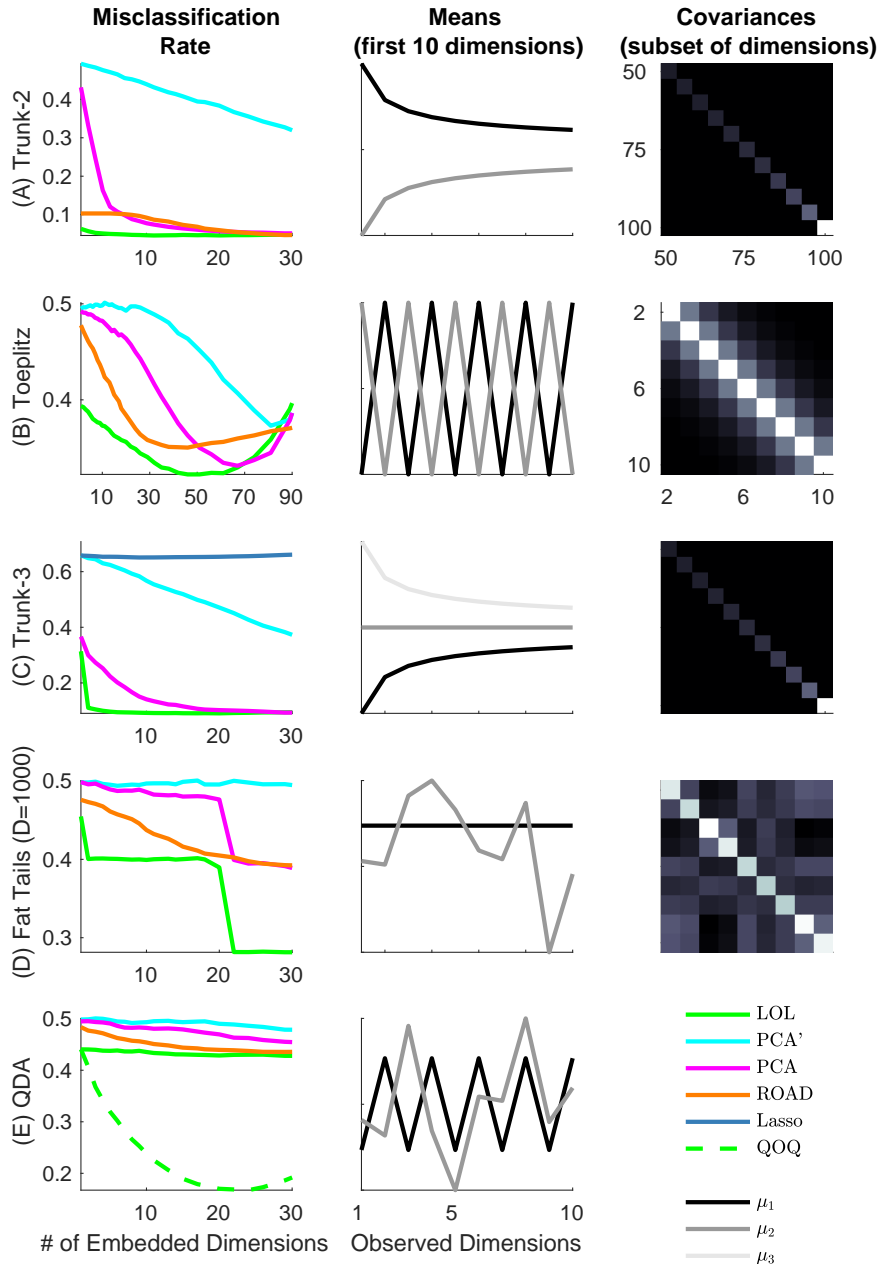 Misclassification
Rate
Means
(first 10 dimensions)
Covariances
(subset of dimensions)
(A) Trunk-2
0.4
0.3
0.2
0.1
10
20
30
50
75
100
50
75
100
(B) Toeplitz
0.5
0.4
10
30
50
70
90
2
6
10
2
6
10
(C) Trunk-3
0.6
0.4
0.2
10
20
30
(D) Fat Tails (D=1000)
0.5
0.4
0.3
10
20
30
(E) QDA
0.5
0.4
0.3
0.2
10
20
30
# of Embedded Dimensions
1
5
10
Observed Dimensions
LOL
PCA'
PCA
ROAD
Lasso
QOQ
μ₁
μ₂
μ₃